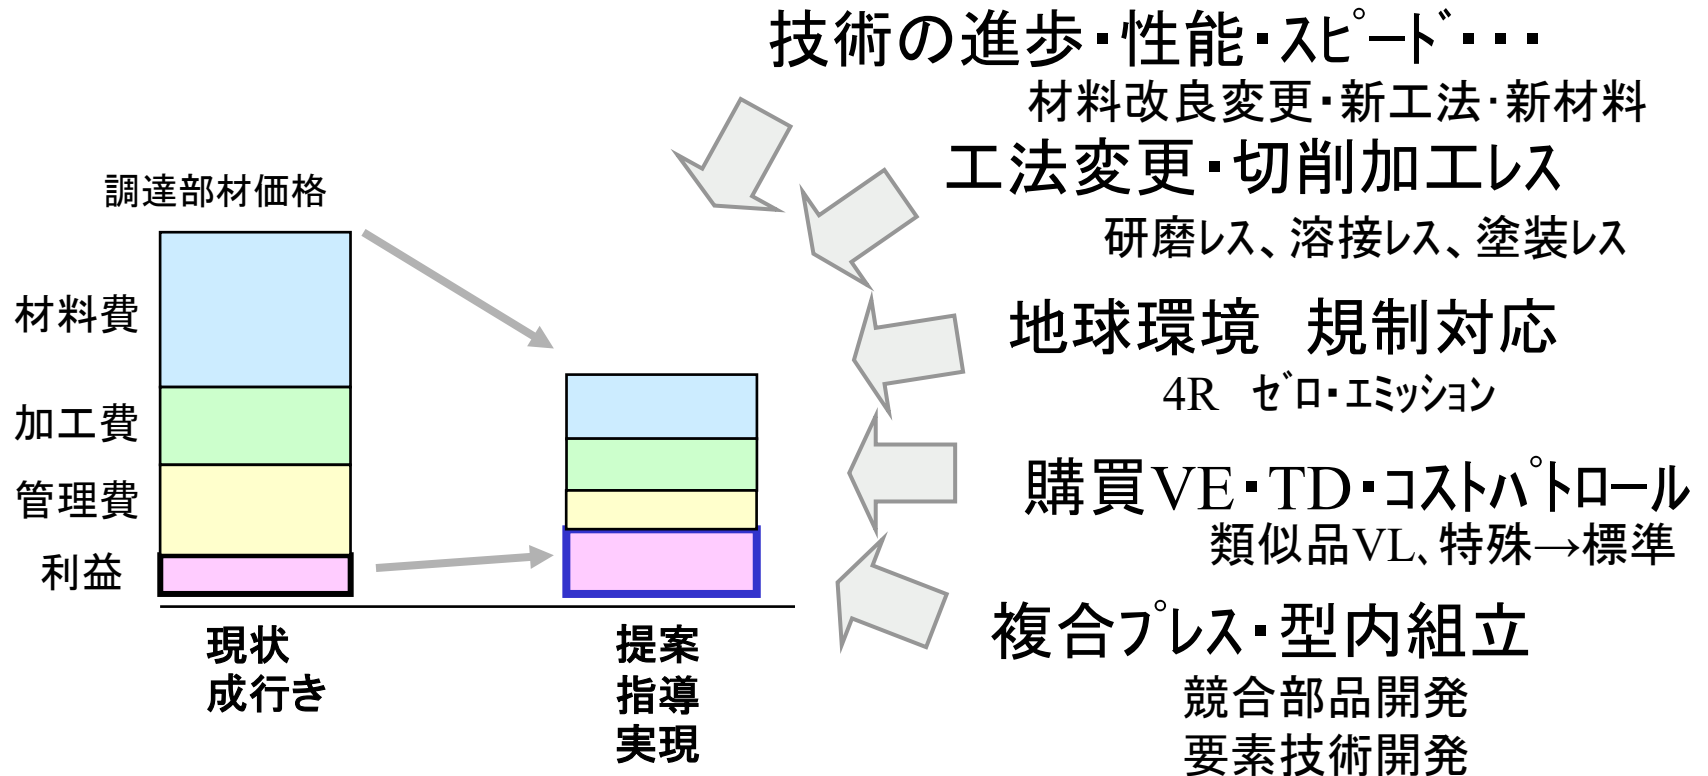 技術の進歩・性能・ｽﾋﾟｰﾄﾞ・・・
材料改良変更・新工法・新材料
工法変更・切削加工ﾚｽ
研磨ﾚｽ、溶接ﾚｽ、塗装ﾚｽ
地球環境　規制対応
4R　ｾﾞﾛ・ｴﾐｯｼｮﾝ
購買VE・TD・ｺｽﾄﾊﾟﾄﾛｰﾙ
類似品VL、特殊→標準
複合ﾌﾟﾚｽ・型内組立
競合部品開発
要素技術開発
調達部材価格
材料費
加工費
管理費
利益
現状
成行き
提案
指導
実現